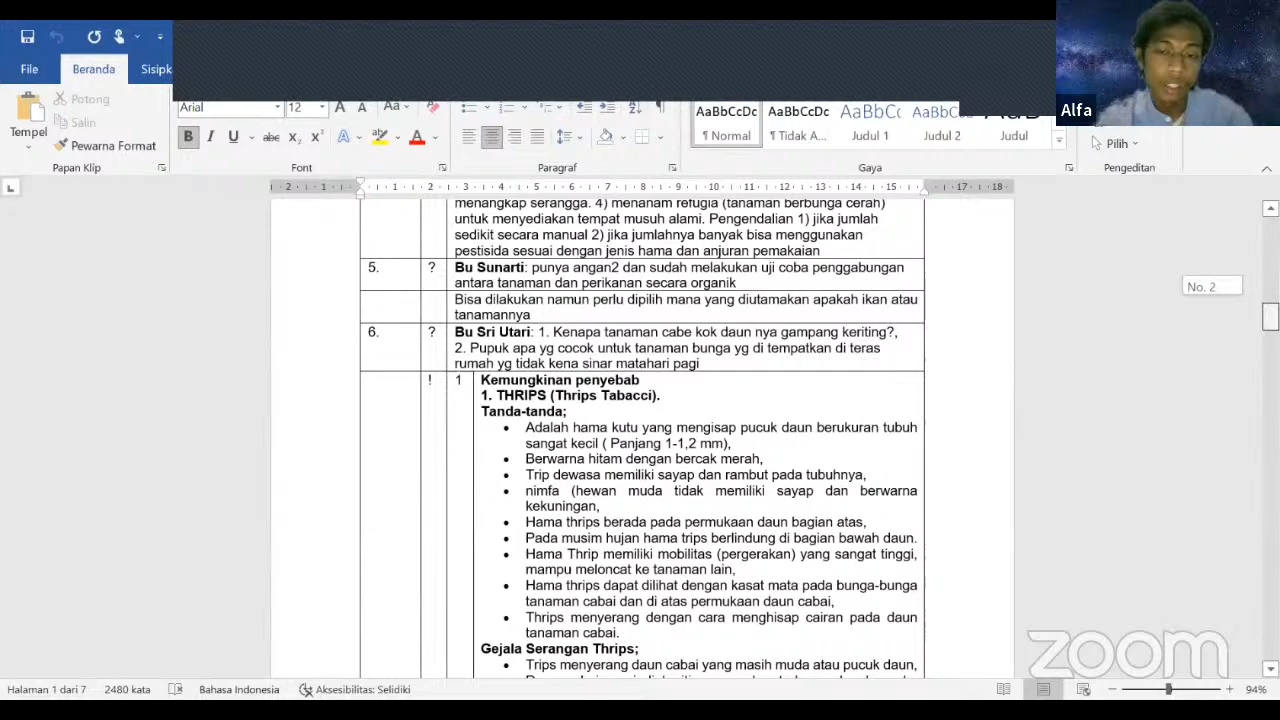 Alfa
File
Beranda
Sisipk
Tempel
Potong
Salin
Pewarna Format
Papan Klip
Arial
12
Font
Paragraf
AaBbCcDc
AaBbCcDc
AaBbCc
AaBbCcD
¶ Normal
¶ Tidak A...
Judul 1
Judul 2
Judul
Gaya
Pilih
Pengeditan
menangkap serangga. 4) menanam refugia (tanaman berbunga cerah)
untuk menyediakan tempat musuh alami. Pengendalian 1) jika jumlah
sedikit secara manual 2) jika jumlahnya banyak bisa menggunakan
pestisida sesuai dengan jenis hama dan anjuran pemakaian
5. ? Bu Sunarti: punya angan2 dan sudah melakukan uji coba penggabungan
antara tanaman dan perikanan secara organik
Bisa dilakukan namun perlu dipilih mana yang diutamakan apakah ikan atau
tanamannya
6. ? Bu Sri Utari: 1. Kenapa tanaman cabe kok daun nya gampang keriting?,
2. Pupuk apa yg cocok untuk tanaman bunga yg di tempatkan di teras
rumah yg tidak kena sinar matahari pagi
! 1 Kemungkinan penyebab
1. THRIPS (Thrips Tabacci).
Tanda-tanda;
• Adalah hama kutu yang mengisap pucuk daun berukuran tubuh
sangat kecil ( Panjang 1-1,2 mm),
• Berwarna hitam dengan bercak merah,
• Trip dewasa memiliki sayap dan rambut pada tubuhnya,
• nimfa (hewan muda tidak memiliki sayap dan berwarna
kekuningan,
• Hama thrips berada pada permukaan daun bagian atas,
• Pada musim hujan hama trips berlindung di bagian bawah daun.
• Hama Thrip memiliki mobilitas (pergerakan) yang sangat tinggi,
mampu meloncat ke tanaman lain,
• Hama thrips dapat dilihat dengan kasat mata pada bunga-bunga
tanaman cabai dan di atas permukaan daun cabai,
• Thrips menyerang dengan cara menghisap cairan pada daun
tanaman cabai.
Gejala Serangan Thrips;
• Trips menyerang daun cabai yang masih muda atau pucuk daun,
No. 2
zoom
Halaman 1 dari 7
2480 kata
Bahasa Indonesia
Aksesibilitas: Selidiki
94%